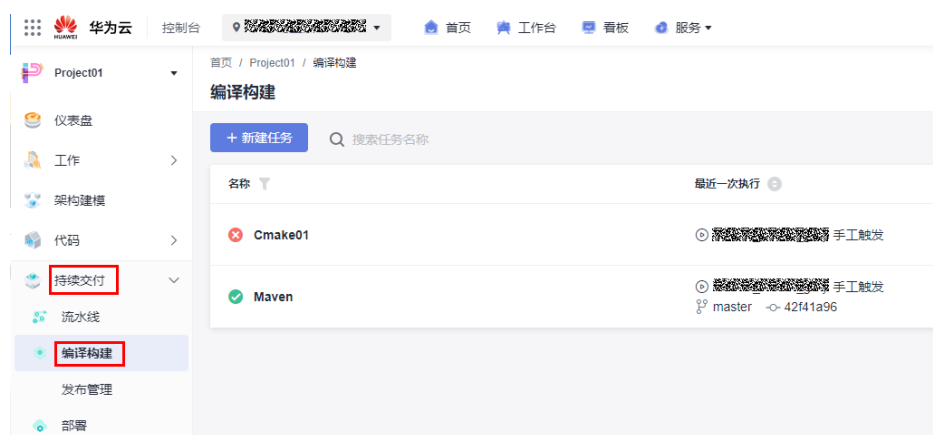 HUAWEI 华为云 控制台 首页 工作台 看板 服务
Project01
首页 / Project01 / 编译构建
编译构建
仪表盘
+ 新建任务 搜索任务名称
工作
名称 最近一次执行
架构建模
代码
Cmake01 手工触发
持续交付
Maven 手工触发
master 42f41a96
流水线
编译构建
发布管理
部署